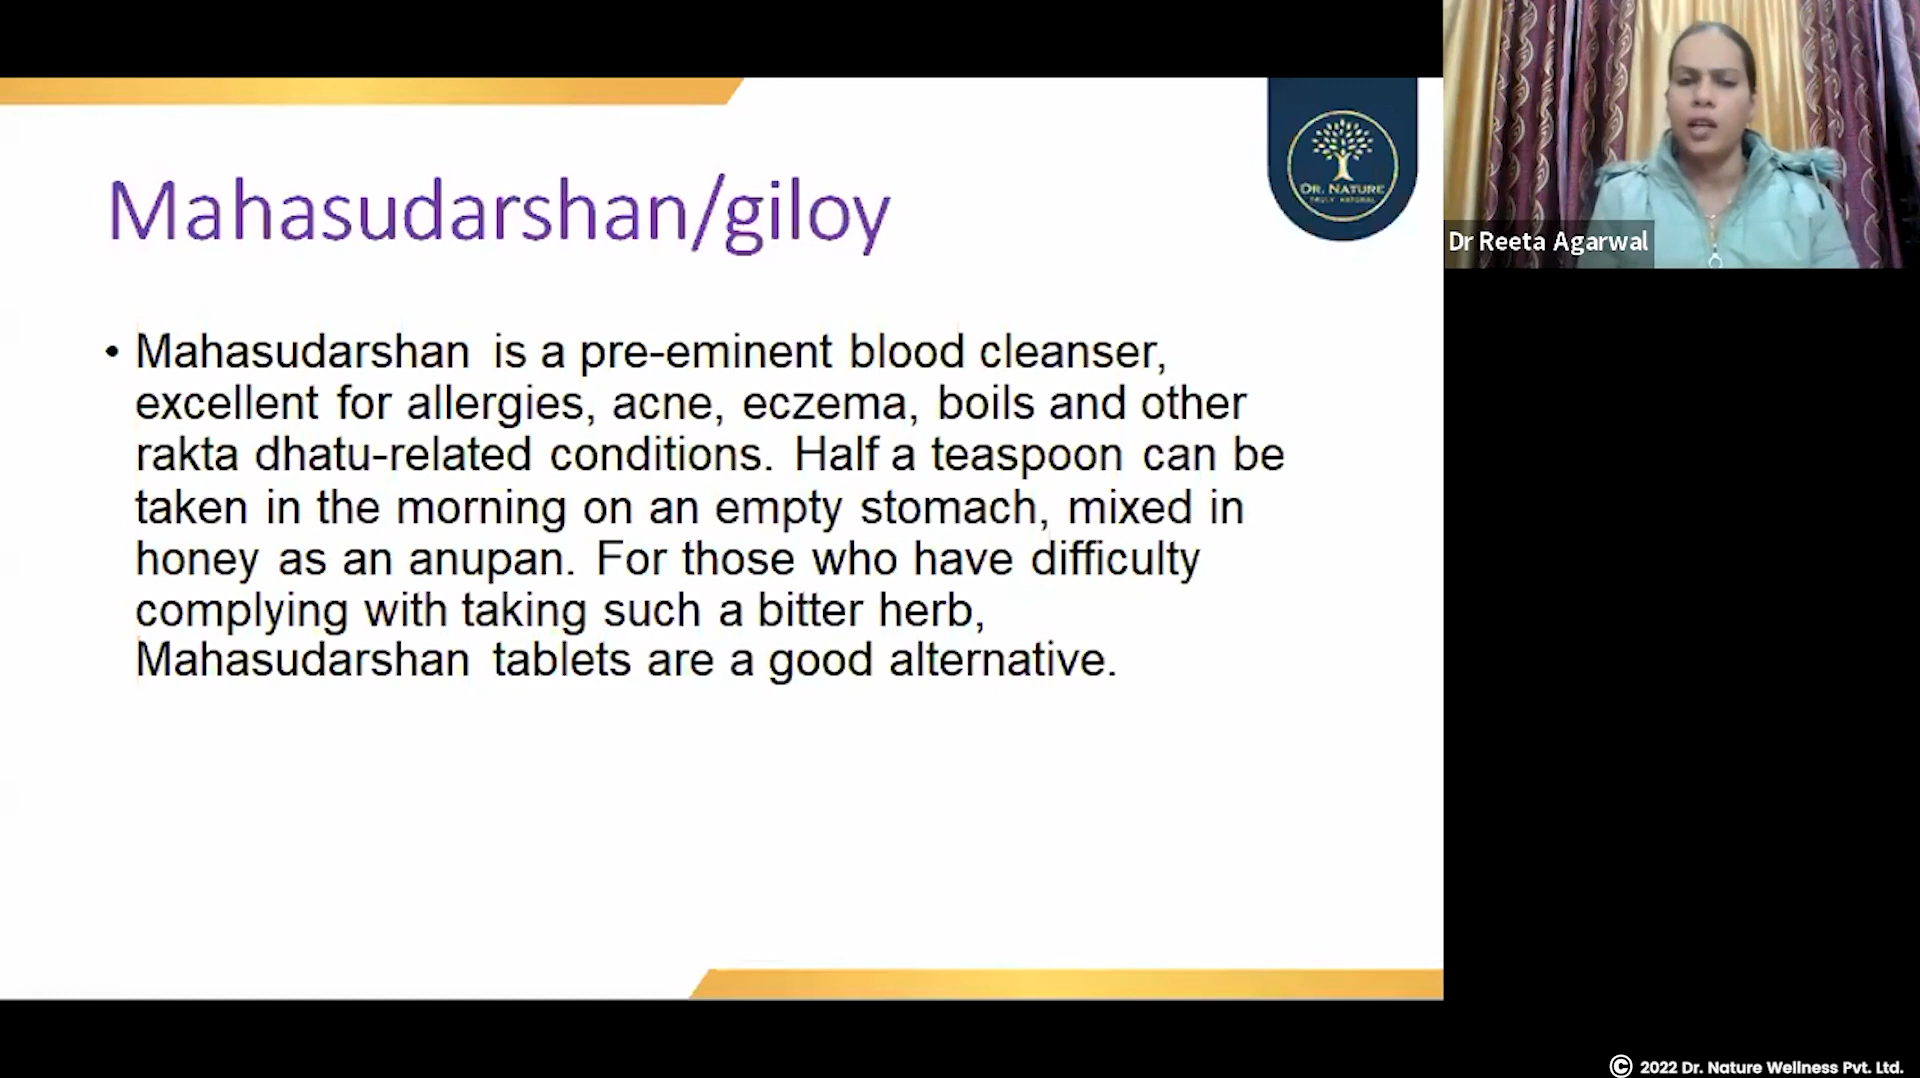 Mahasudarshan/giloy
DR. NATURE
TRULY NATURAL
Dr Reeta Agarwal
• Mahasudarshan is a pre-eminent blood cleanser,
excellent for allergies, acne, eczema, boils and other
rakta dhatu-related conditions. Half a teaspoon can be
taken in the morning on an empty stomach, mixed in
honey as an anupan. For those who have difficulty
complying with taking such a bitter herb,
Mahasudarshan tablets are a good alternative.
© 2022 Dr. Nature Wellness Pvt. Ltd.